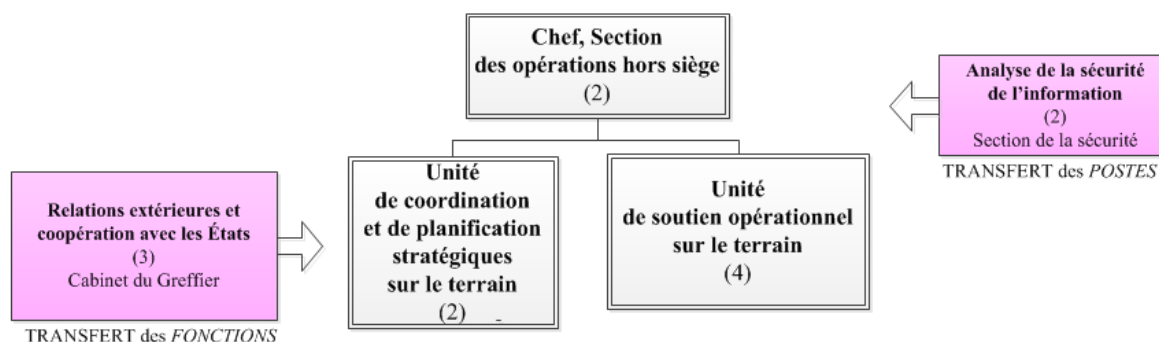 Chef, Section
des opérations hors siège
(2)
Analyse de la sécurité
de l’information
(2)
Section de la sécurité
TRANSFERT des POSTES
Relations extérieures et
coopération avec les États
(3)
Cabinet du Greffier
TRANSFERT des FONCTIONS
Unité
de coordination
et de planification
stratégiques
sur le terrain
(2)
Unité
de soutien opérationnel
sur le terrain
(4)